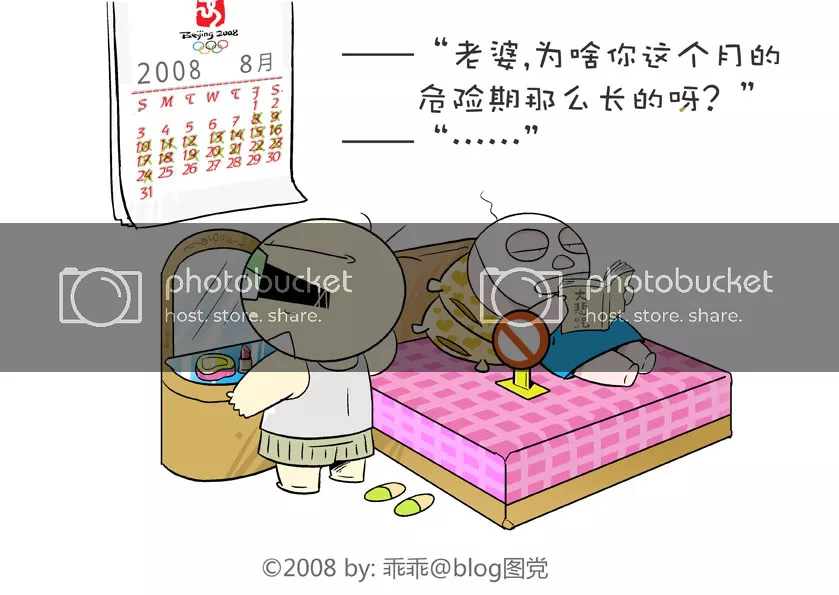 Beijing 2008
2008 8月
S M T W T F S
1 2
3 4 5 6 7 8 9
10 11 12 13 14 15 16
17 18 19 20 21 22 23
24 25 26 27 28 29 30
31
——“老婆,为啥你这个月的
危险期那么长的呀？”
——“……”
photobucket
host. store. share.
photobucket
host. store. share.
大悲咒
©2008 by: 乖乖@blog图党